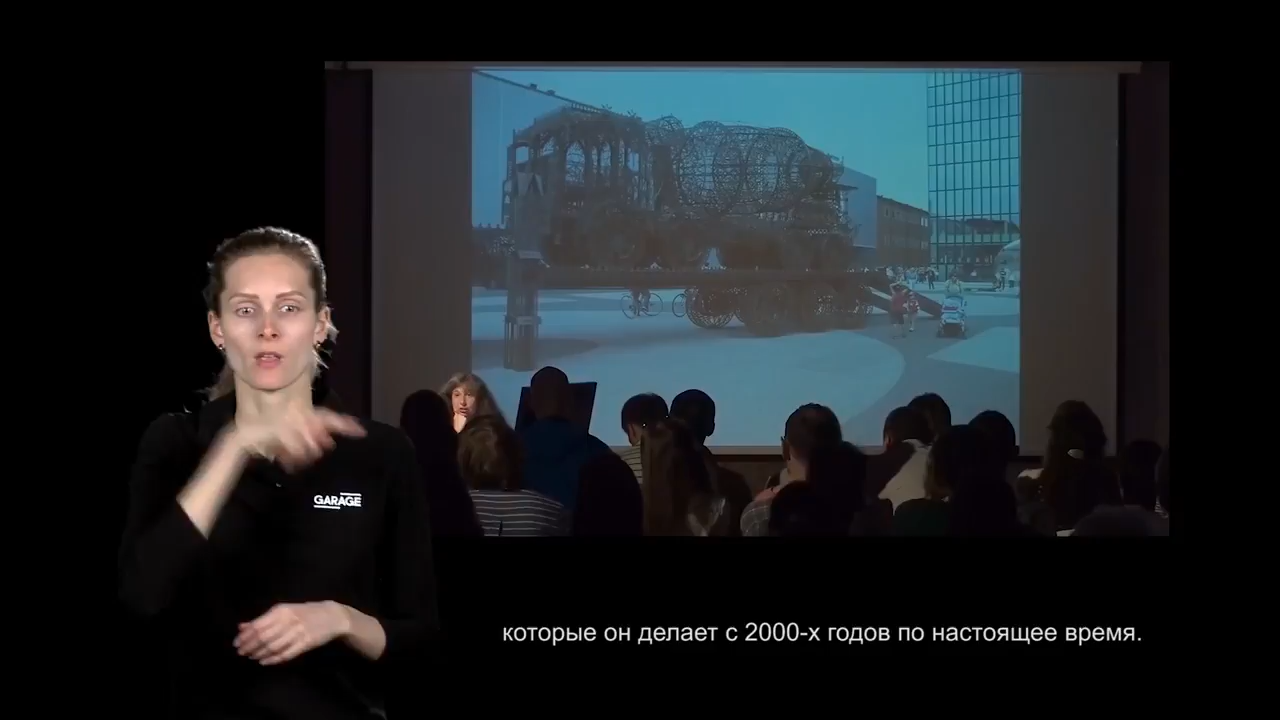 GARAGE
которые он делает с 2000-х годов по настоящее время.